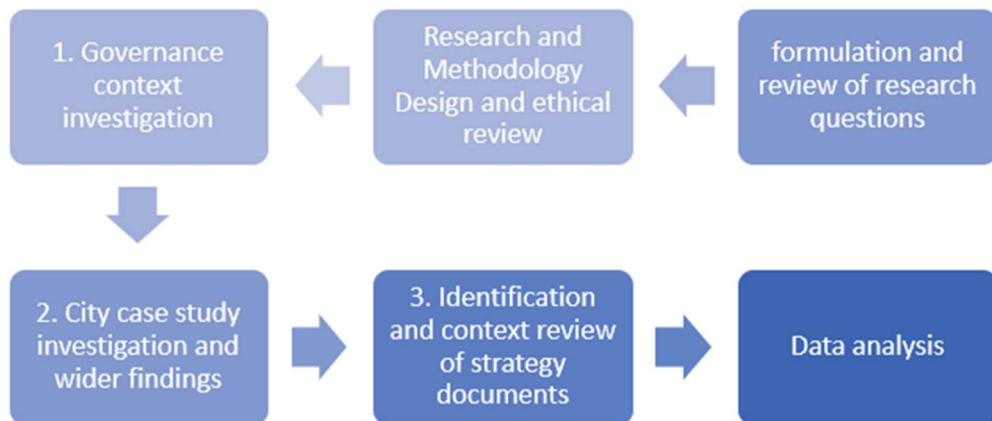 1. Governance
context
investigation
Research and
Methodology
Design and ethical
review
formulation and
review of research
questions
2. City case study
investigation and
wider findings
3. Identification
and context review
of strategy
documents
Data analysis